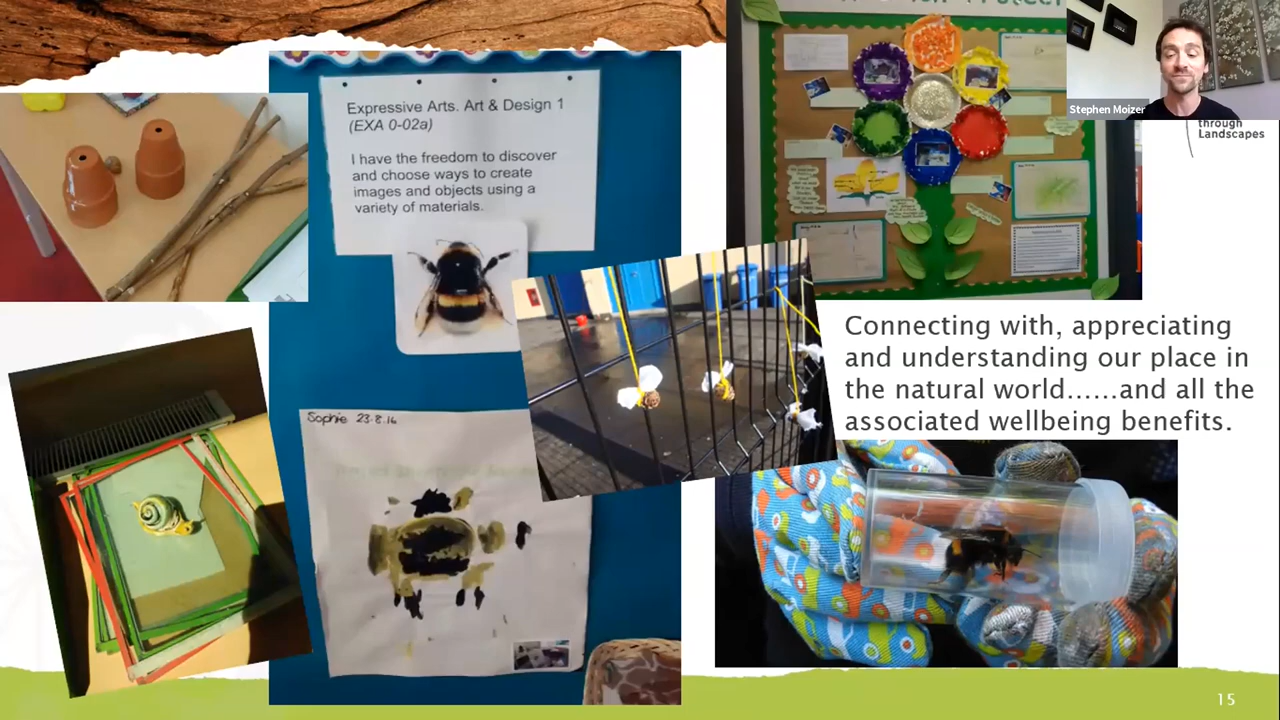 Expressive Arts. Art & Design 1
(EXA 0-02a)
I have the freedom to discover
and choose ways to create
images and objects using a
variety of materials.
Sophie 23.8.16
Stephen Moizer
through
Landscapes
Connecting with, appreciating
and understanding our place in
the natural world……and all the
associated wellbeing benefits.
15